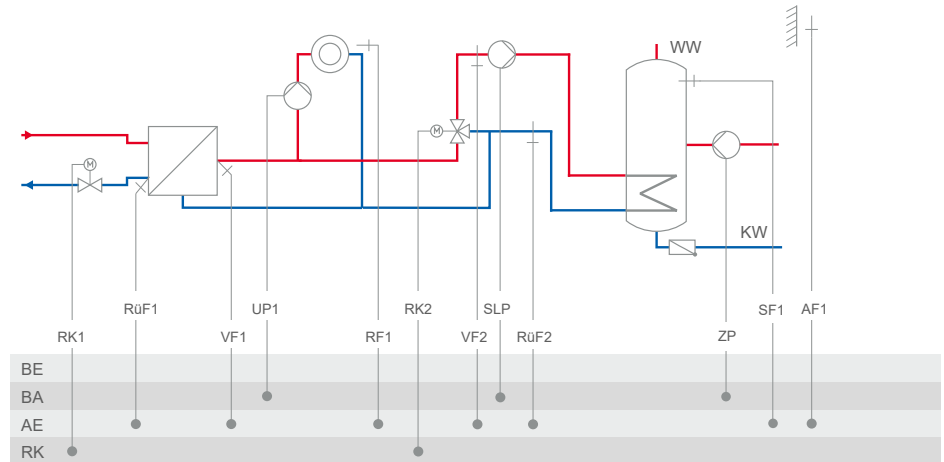 WW
M
M
KW
RüF1
UP1
SLP
SF1
AF1
RK1
VF1
RF1
RK2
VF2
RüF2
ZP
BE
BA
AE
RK